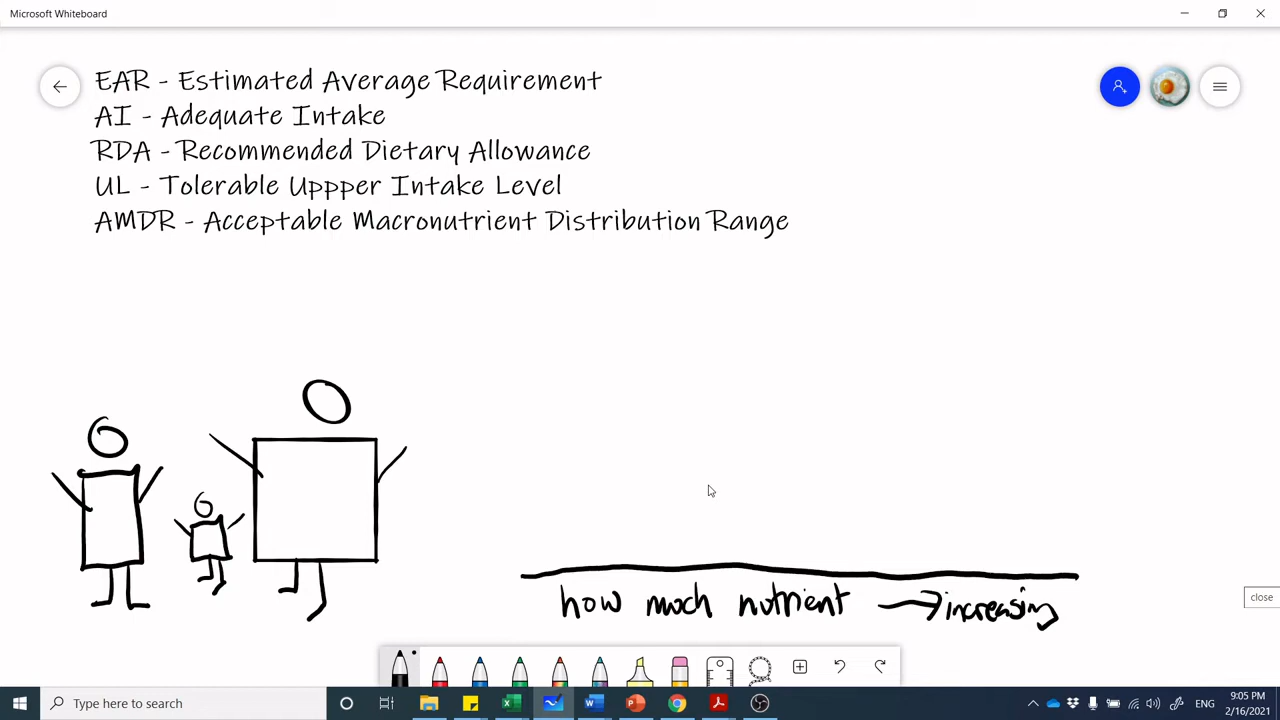 Microsoft Whiteboard
EAR - Estimated Average Requirement
AI - Adequate Intake
RDA - Recommended Dietary Allowance
UL - Tolerable Uppper Intake Level
AMDR - Acceptable Macronutrient Distribution Range
how much nutrient → increasing
close
Type here to search
ENG
9:05 PM
2/16/2021